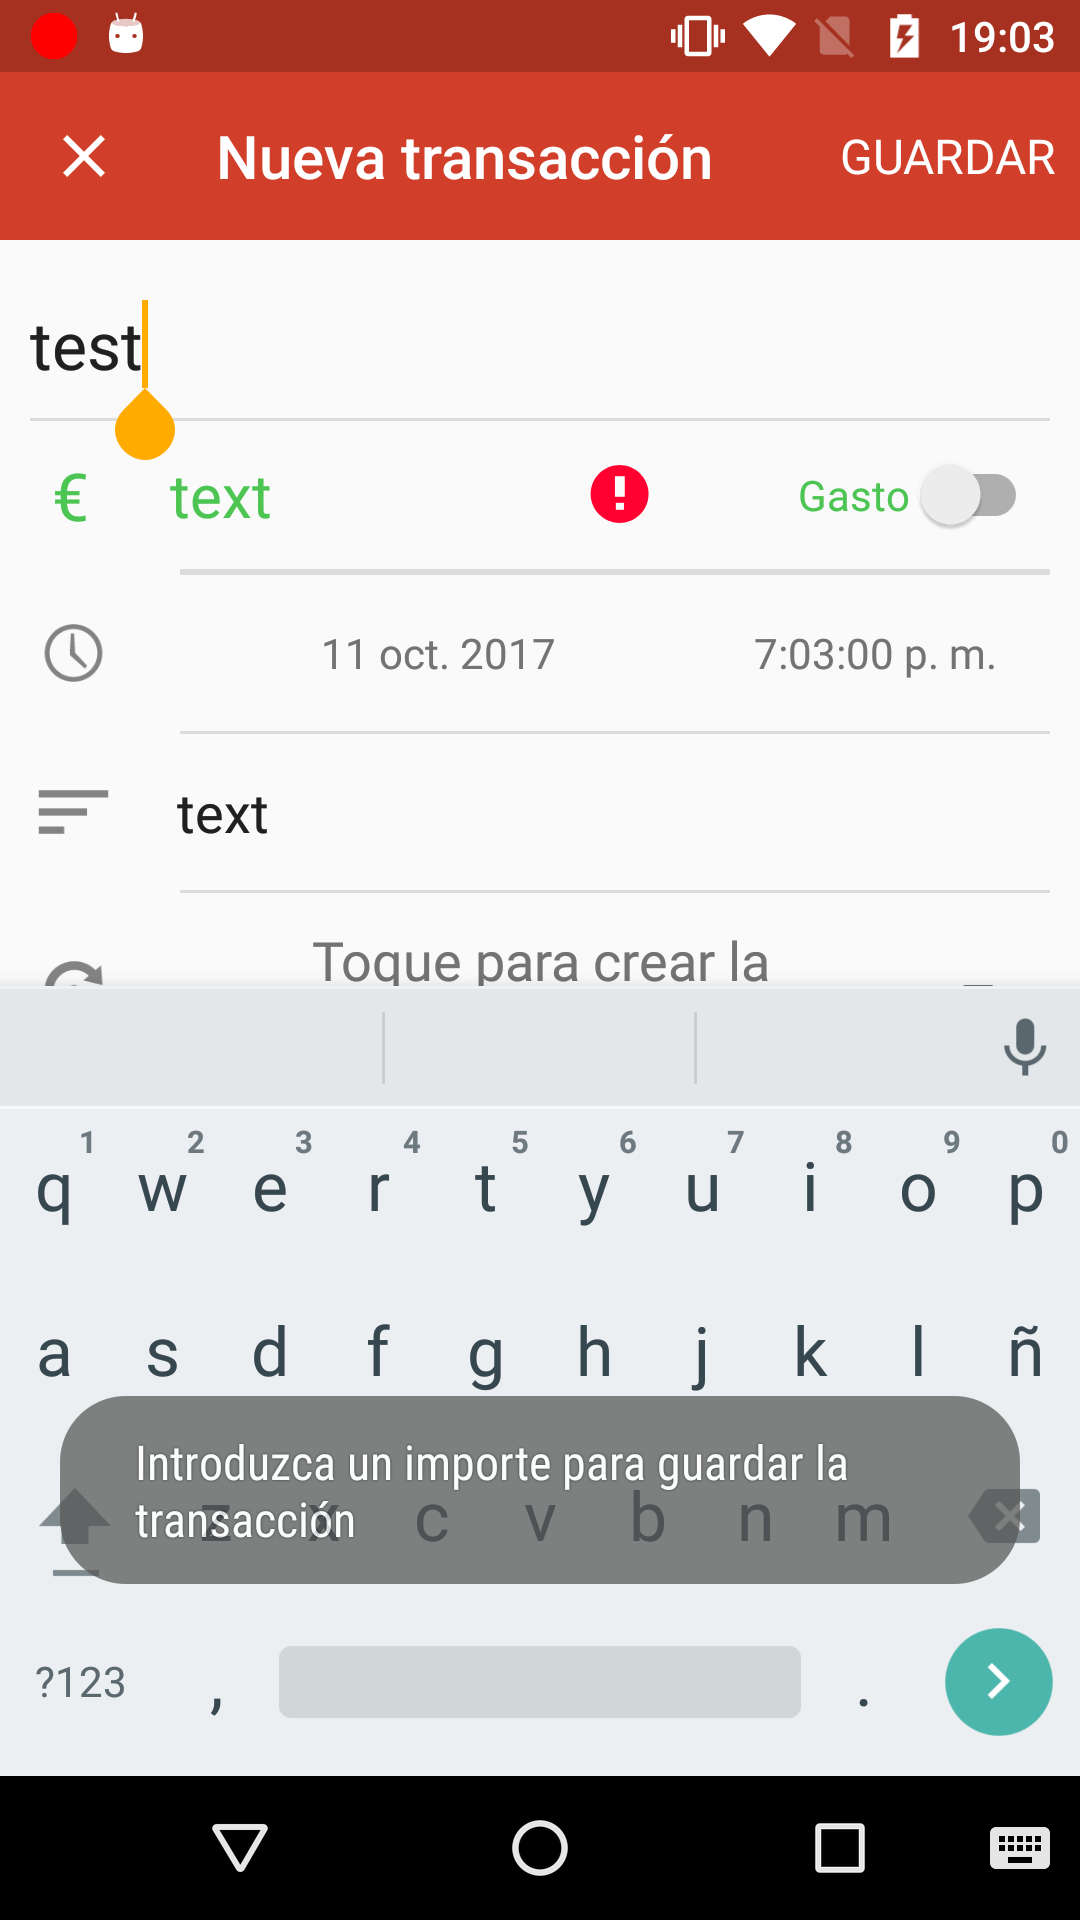 19:03
Nueva transacción GUARDAR
test
€ text Gasto
11 oct. 2017 7:03:00 p. m.
text
Toque para crear la
1 2 3 4 5 6 7 8 9 0
q w e r t y u i o p
a s d f g h j k l ñ
Introduzca un importe para guardar la
transacción
z x c v b n m
?123 , .